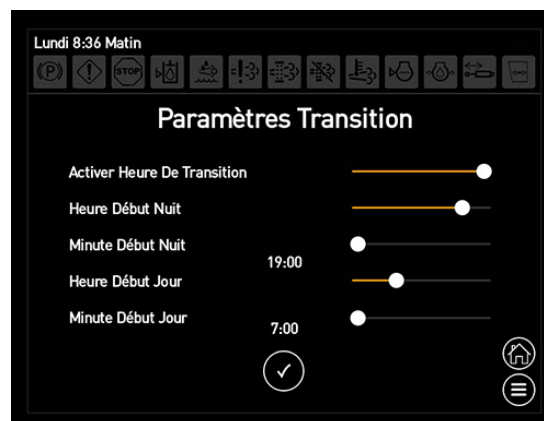 Lundi 8:36 Matin
(P)
STOP
Paramètres Transition
Activer Heure De Transition
Heure Début Nuit
Minute Début Nuit
19:00
Heure Début Jour
Minute Début Jour
7:00